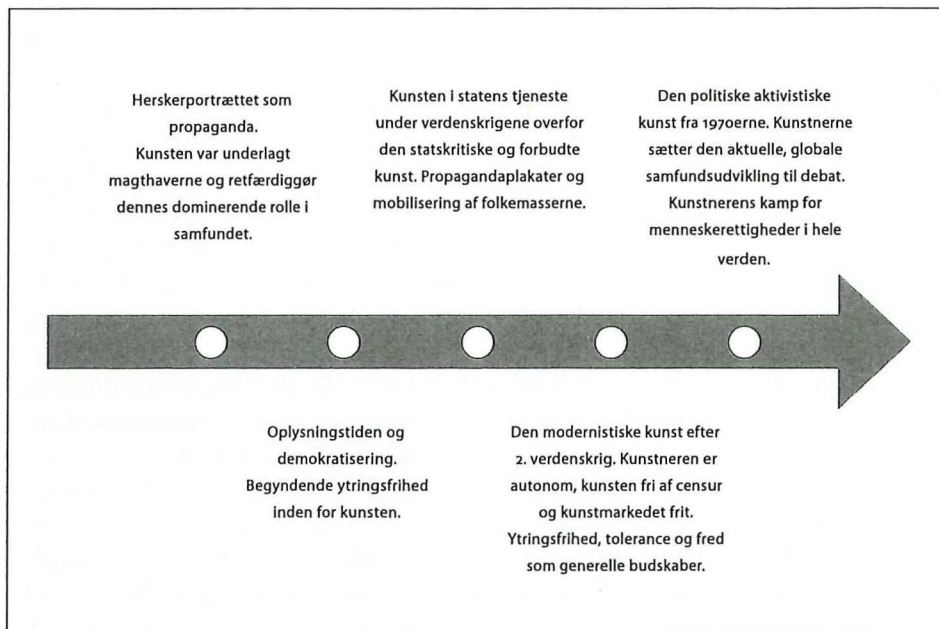 Herskerportrættet som
propaganda.
Kunsten var underlagt
magthaverne og retfærdiggør
dennes dominerende rolle i
samfundet.
Kunsten i statens tjeneste
under verdenskrigene overfor
den statskritiske og forbudte
kunst. Propagandaplakater og
mobilisering af folkemasserne.
Den politiske aktivistiske
kunst fra 1970erne. Kunstnerne
sætter den aktuelle, globale
samfundsudvikling til debat.
Kunstnerens kamp for
menneskerettigheder i hele
verden.
Oplysningstiden og
demokratisering.
Begyndende ytringsfrihed
inden for kunsten.
Den modernistiske kunst efter
2. verdenskrig. Kunstneren er
autonom, kunsten fri af censur
og kunstmarkedet frit.
Ytringsfrihed, tolerance og fred
som generelle budskaber.